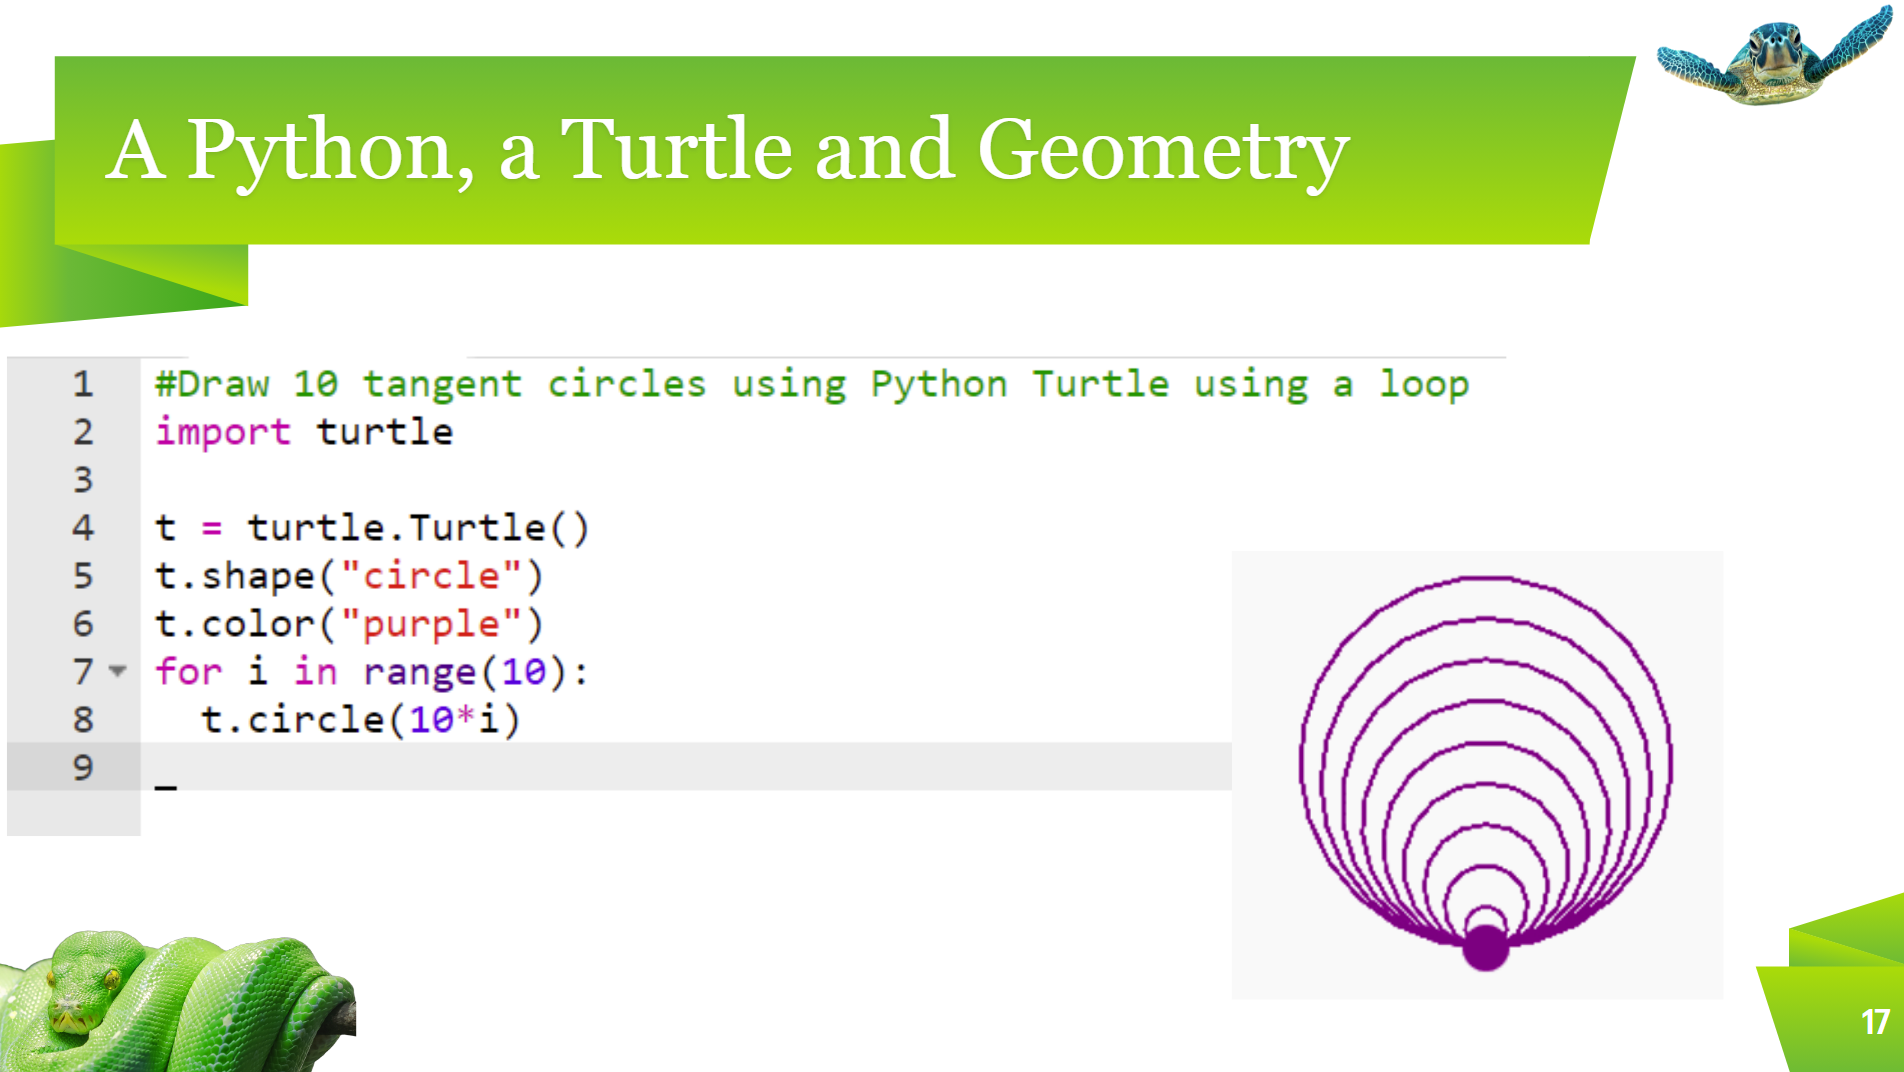 A Python, a Turtle and Geometry
1 #Draw 10 tangent circles using Python Turtle using a loop
2 import turtle
3
4 t = turtle.Turtle()
5 t.shape("circle")
6 t.color("purple")
7 for i in range(10):
8   t.circle(10*i)
9 _
17